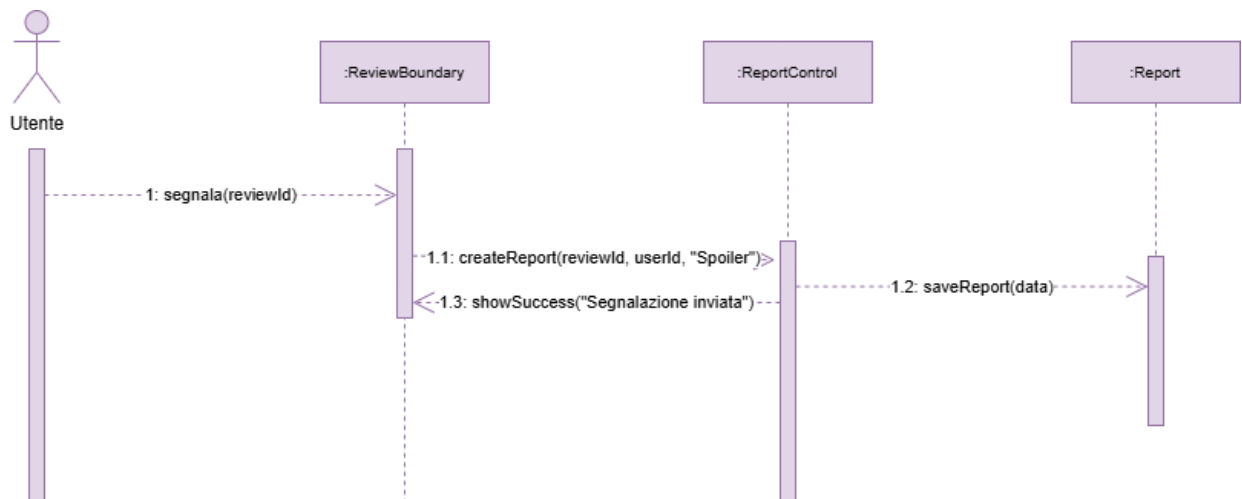 :ReviewBoundary
:ReportControl
:Report
Utente
1: segnala(reviewId)
1.1: createReport(reviewId, userId, "Spoiler")
1.2: saveReport(data)
1.3: showSuccess("Segnalazione inviata")